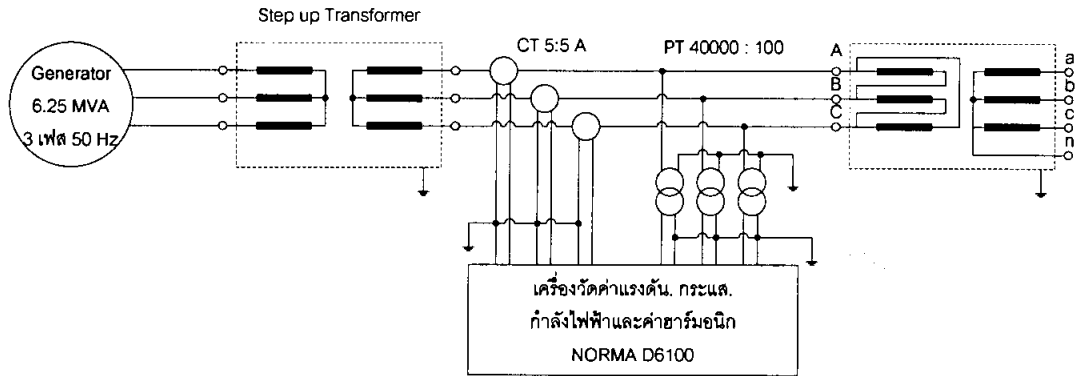 Step up Transformer
Generator
6.25 MVA
3 เฟส 50 Hz
CT 5:5 A
PT 40000 : 100
A
B
C
a
b
c
n
เครื่องวัดค่าแรงดัน. กระแส.
กำลังไฟฟ้าและค่าฮาร์มอนิก
NORMA D6100